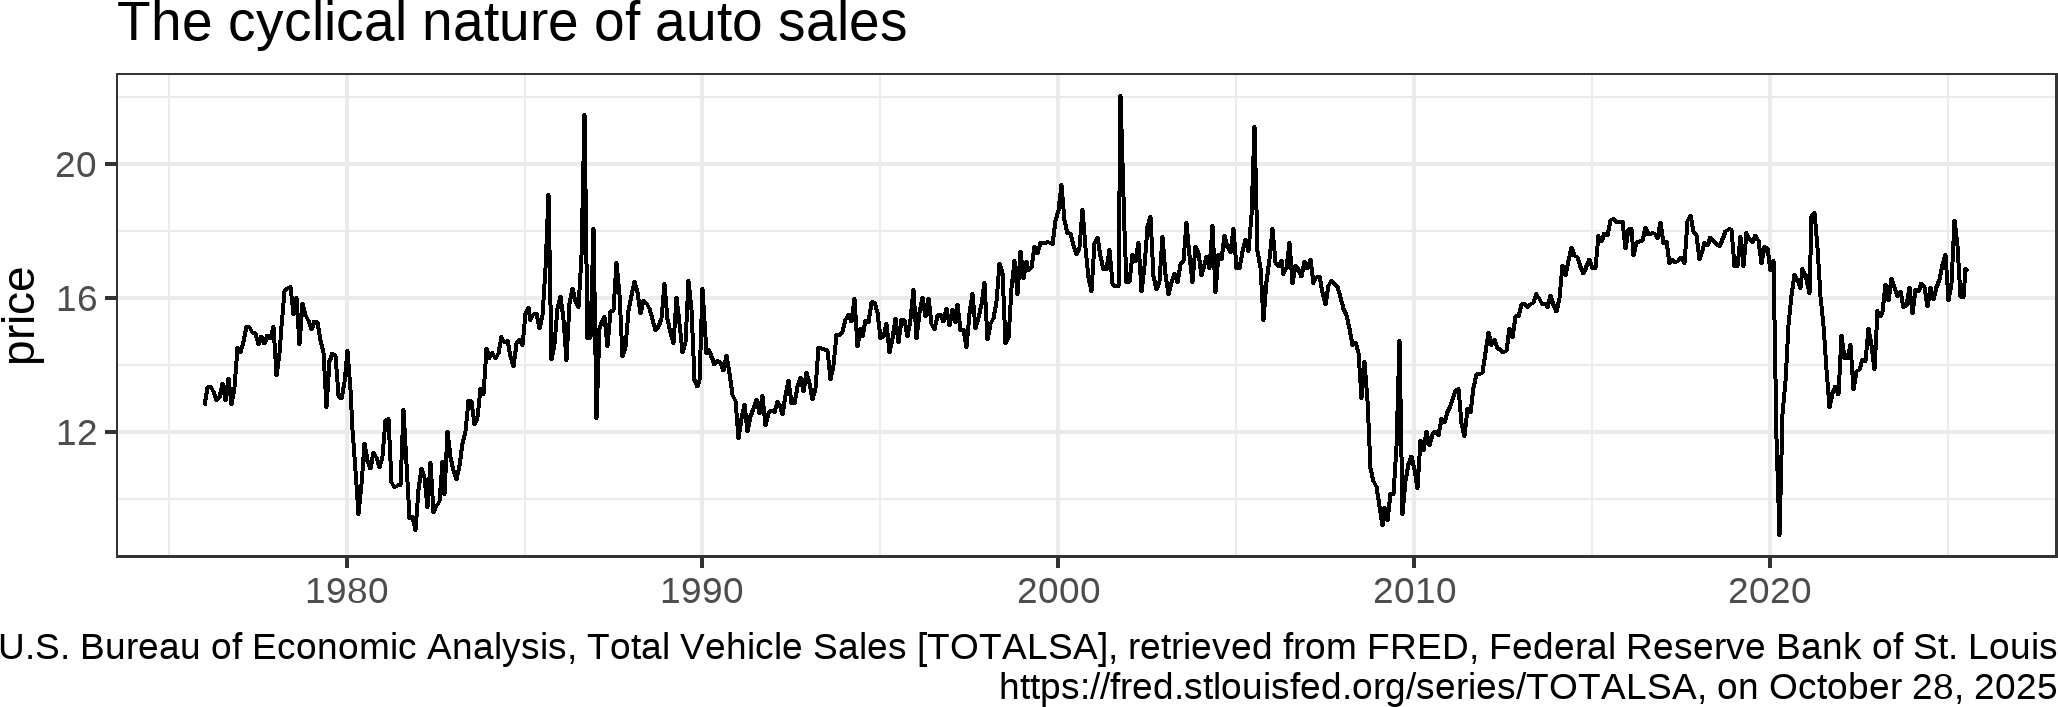 The cyclical nature of auto sales
price
20
16
12
1980 1990 2000 2010 2020
U.S. Bureau of Economic Analysis, Total Vehicle Sales [TOTALSA], retrieved from FRED, Federal Reserve Bank of St. Louis
https://fred.stlouisfed.org/series/TOTALSA, on October 28, 2025